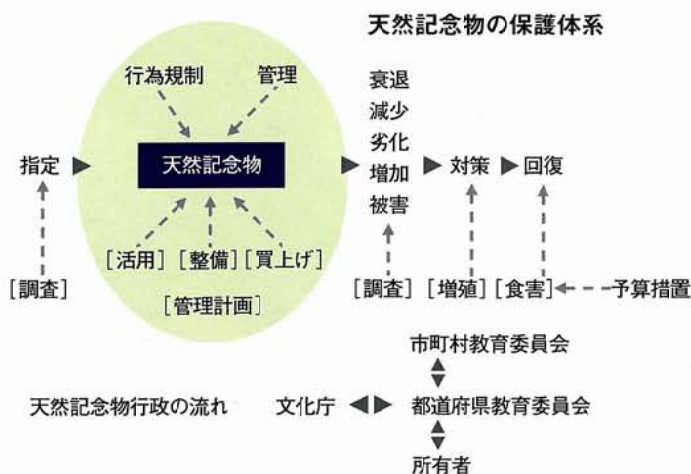 天然記念物の保護体系
行為規制
管理
衰退
減少
劣化
増加
被害
指定
天然記念物
対策
回復
[活用]
[整備]
[買上げ]
[管理計画]
[調査]
[調査]
[増殖]
[食害]
予算措置
市町村教育委員会
天然記念物行政の流れ
文化庁
都道府県教育委員会
所有者